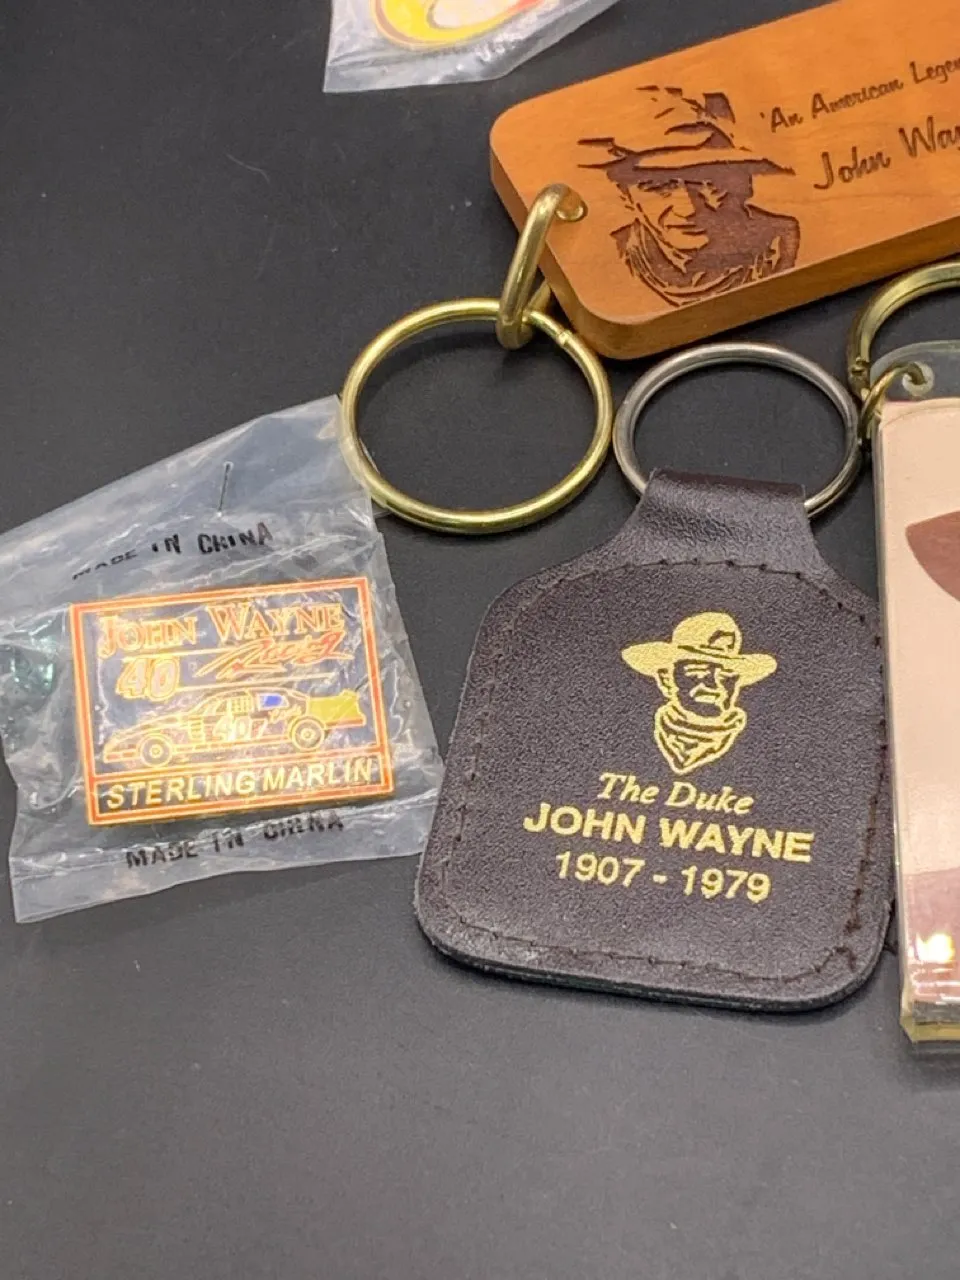 'An American Legen
John Way
MADE IN CHINA
JOHN WAYNE
40 Racing
40
STERLING MARLIN
MADE IN CHINA
The Duke
JOHN WAYNE
1907 - 1979